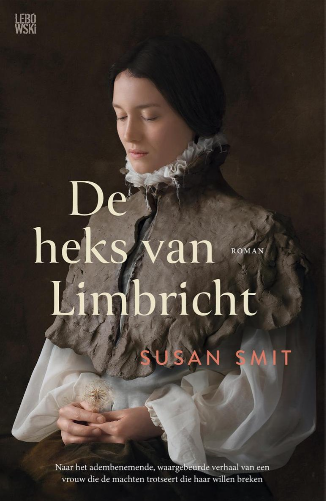 LEBO
WSKI
De
heks van
ROMAN
Limbricht
SUSAN SMIT
Naar het adembenemende, waargebeurde verhaal van een
vrouw die de machten trotseert die haar willen breken